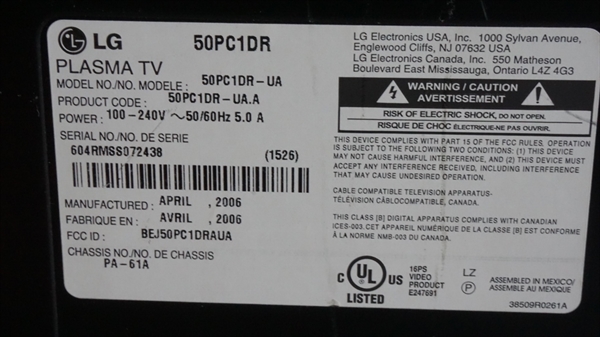 LG 50PC1DR
PLASMA TV
MODEL NO./NO. MODELE : 50PC1DR-UA
PRODUCT CODE : 50PC1DR-UA.A
POWER : 100-240V ~50/60Hz 5.0 A
SERIAL NO./NO. DE SERIE
604RMSS072438 (1526)
MANUFACTURED : APRIL , 2006
FABRIQUE EN : AVRIL , 2006
FCC ID : BEJ50PC1DRAUA
CHASSIS NO./NO. DE CHASSIS
PA-61A
LG Electronics USA, Inc. 1000 Sylvan Avenue,
Englewood Cliffs, NJ 07632 USA
LG Electronics Canada, Inc. 550 Matheson
Boulevard East Mississauga, Ontario L4Z 4G3
WARNING / CAUTION
AVERTISSEMENT
RISK OF ELECTRIC SHOCK, DO NOT OPEN.
RISQUE DE CHOC ÉLECTRIQUE-NE PAS OUVRIR.
THIS DEVICE COMPLIES WITH PART 15 OF THE FCC RULES. OPERATION
IS SUBJECT TO THE FOLLOWING TWO CONDITIONS: (1) THIS DEVICE
MAY NOT CAUSE HARMFUL INTERFERENCE, AND (2) THIS DEVICE MUST
ACCEPT ANY INTERFERENCE RECEIVED, INCLUDING INTERFERENCE
THAT MAY CAUSE UNDESIRED OPERATION.
CABLE COMPATIBLE TELEVISION APPARATUS-
TÉLÉVISION CÂBLOCOMPATIBLE, CANADA
THIS CLASS [B] DIGITAL APPARATUS COMPLIES WITH CANADIAN
ICES-003. CET APPAREIL NUMÉRIQUE DE LA CLASSE [B] EST CONFORME
À LA NORME NMB-003 DU CANADA.
C UL US
LISTED
16PS
VIDEO
PRODUCT
E247691
LZ
P
ASSEMBLED IN MEXICO/
ASSEMBLÉ AU MEXIQUE
38509R0261A